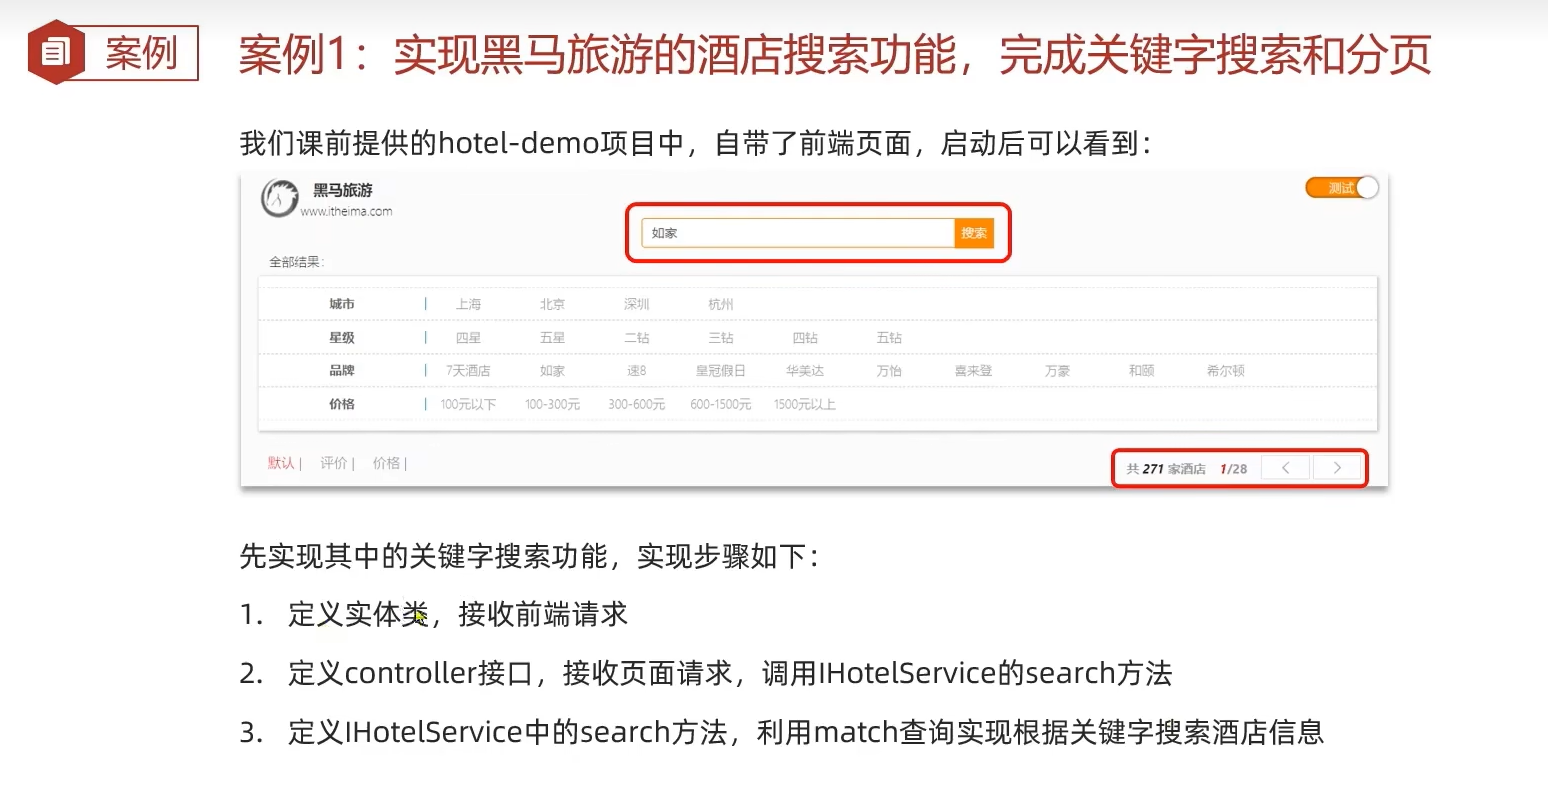 案例
案例1：实现黑马旅游的酒店搜索功能，完成关键字搜索和分页
我们课前提供的hotel-demo项目中，自带了前端页面，启动后可以看到：
黑马旅游
www.itheima.com
测试
如家 搜索
全部结果：
城市 | 上海 北京 深圳 杭州
星级 | 四星 五星 二钻 三钻 四钻 五钻
品牌 | 7天酒店 如家 速8 皇冠假日 华美达 万怡 喜来登 万豪 和颐 希尔顿
价格 | 100元以下 100-300元 300-600元 600-1500元 1500元以上
默认 | 评价 | 价格 | 共 271 家酒店 1/28 < >
先实现其中的关键字搜索功能，实现步骤如下：
1. 定义实体类，接收前端请求
2. 定义controller接口，接收页面请求，调用IHotelService的search方法
3. 定义IHotelService中的search方法，利用match查询实现根据关键字搜索酒店信息